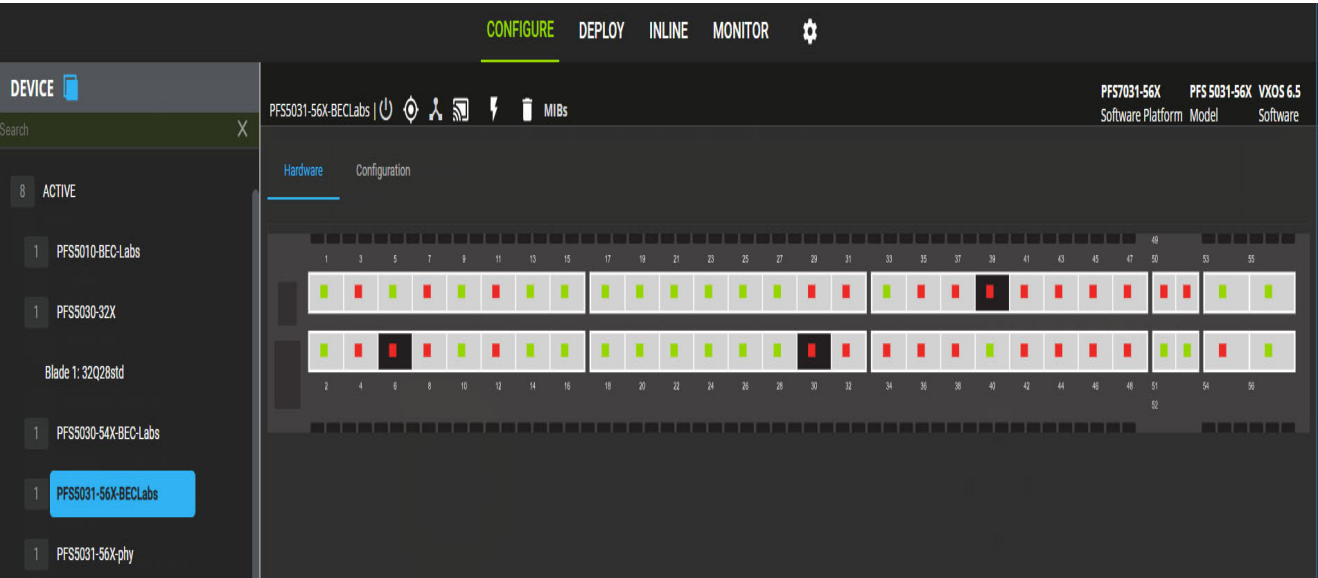 CONFIGURE DEPLOY INLINE MONITOR
DEVICE
Search X
8 ACTIVE
1 PFS5010-BEC-Labs
1 PFS5030-32X
Blade 1: 32Q28std
1 PFS5030-54X-BEC-Labs
1 PFS5031-56X-BECLabs
1 PFS5031-56X-phy
PFS5031-56X-BECLabs | MIBs
PFS7031-56X PFS 5031-56X VXOS 6.5
Software Platform Model Software
Hardware Configuration
49
1 3 5 7 9 11 13 15 17 19 21 23 25 27 29 31 33 35 37 39 41 43 45 47 50 53 55
2 4 6 8 10 12 14 16 18 20 22 24 26 28 30 32 34 36 38 40 42 44 46 48 51 54 56
52